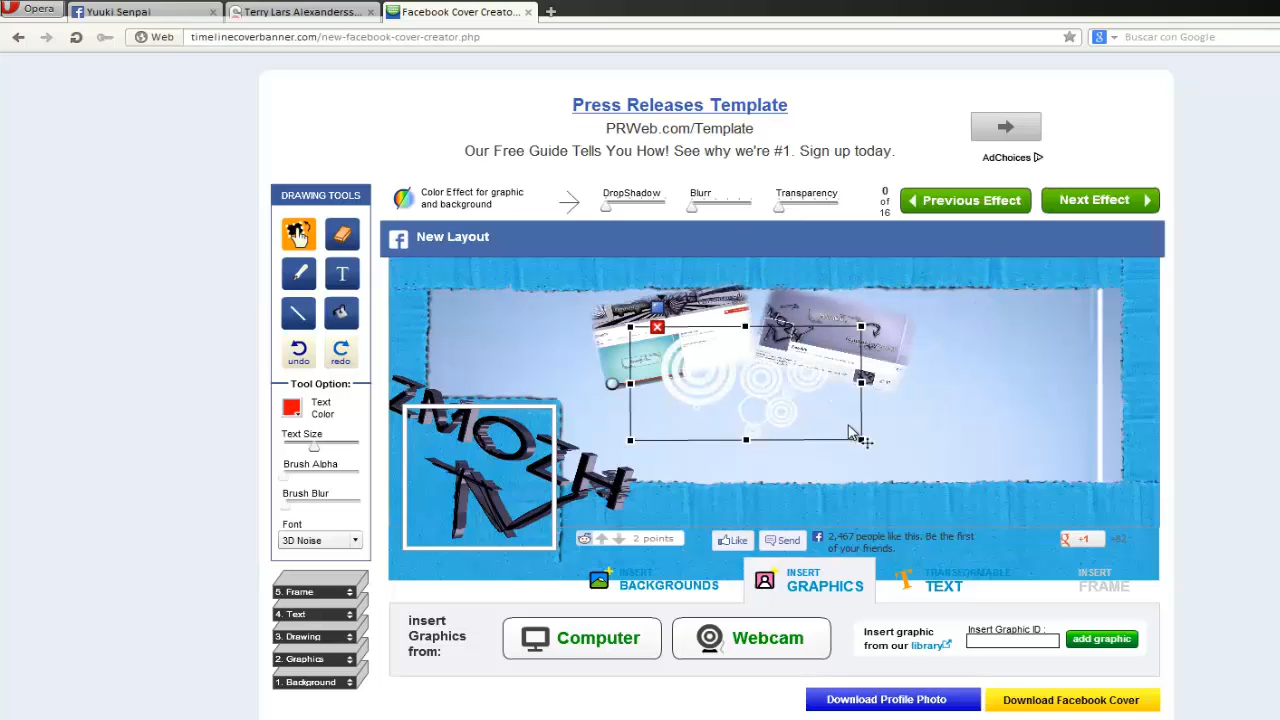 Opera
Yuuki Senpai
Terry Lars Alexanderss...
Facebook Cover Creato...
Web
timelinecoverbanner.com/new-facebook-cover-creator.php
Buscar con Google
Press Releases Template
PRWeb.com/Template
Our Free Guide Tells You How! See why we're #1. Sign up today.
AdChoices
DRAWING TOOLS
Color Effect for graphic
and background
DropShadow
Blurr
Transparency
0
of
16
Previous Effect
Next Effect
New Layout
T
undo
redo
Tool Option:
Text
Color
Text Size
Brush Alpha
Brush Blur
Font
3D Noise
2 points
Like
Send
2,467 people like this. Be the first
of your friends.
+1
INSERT
BACKGROUNDS
INSERT
GRAPHICS
TRANSFORMABLE
TEXT
INSERT
FRAME
5. Frame
4. Text
3. Drawing
2. Graphics
1. Background
insert
Graphics
from:
Computer
Webcam
Insert graphic
from our library
Insert Graphic ID :
add graphic
Download Profile Photo
Download Facebook Cover